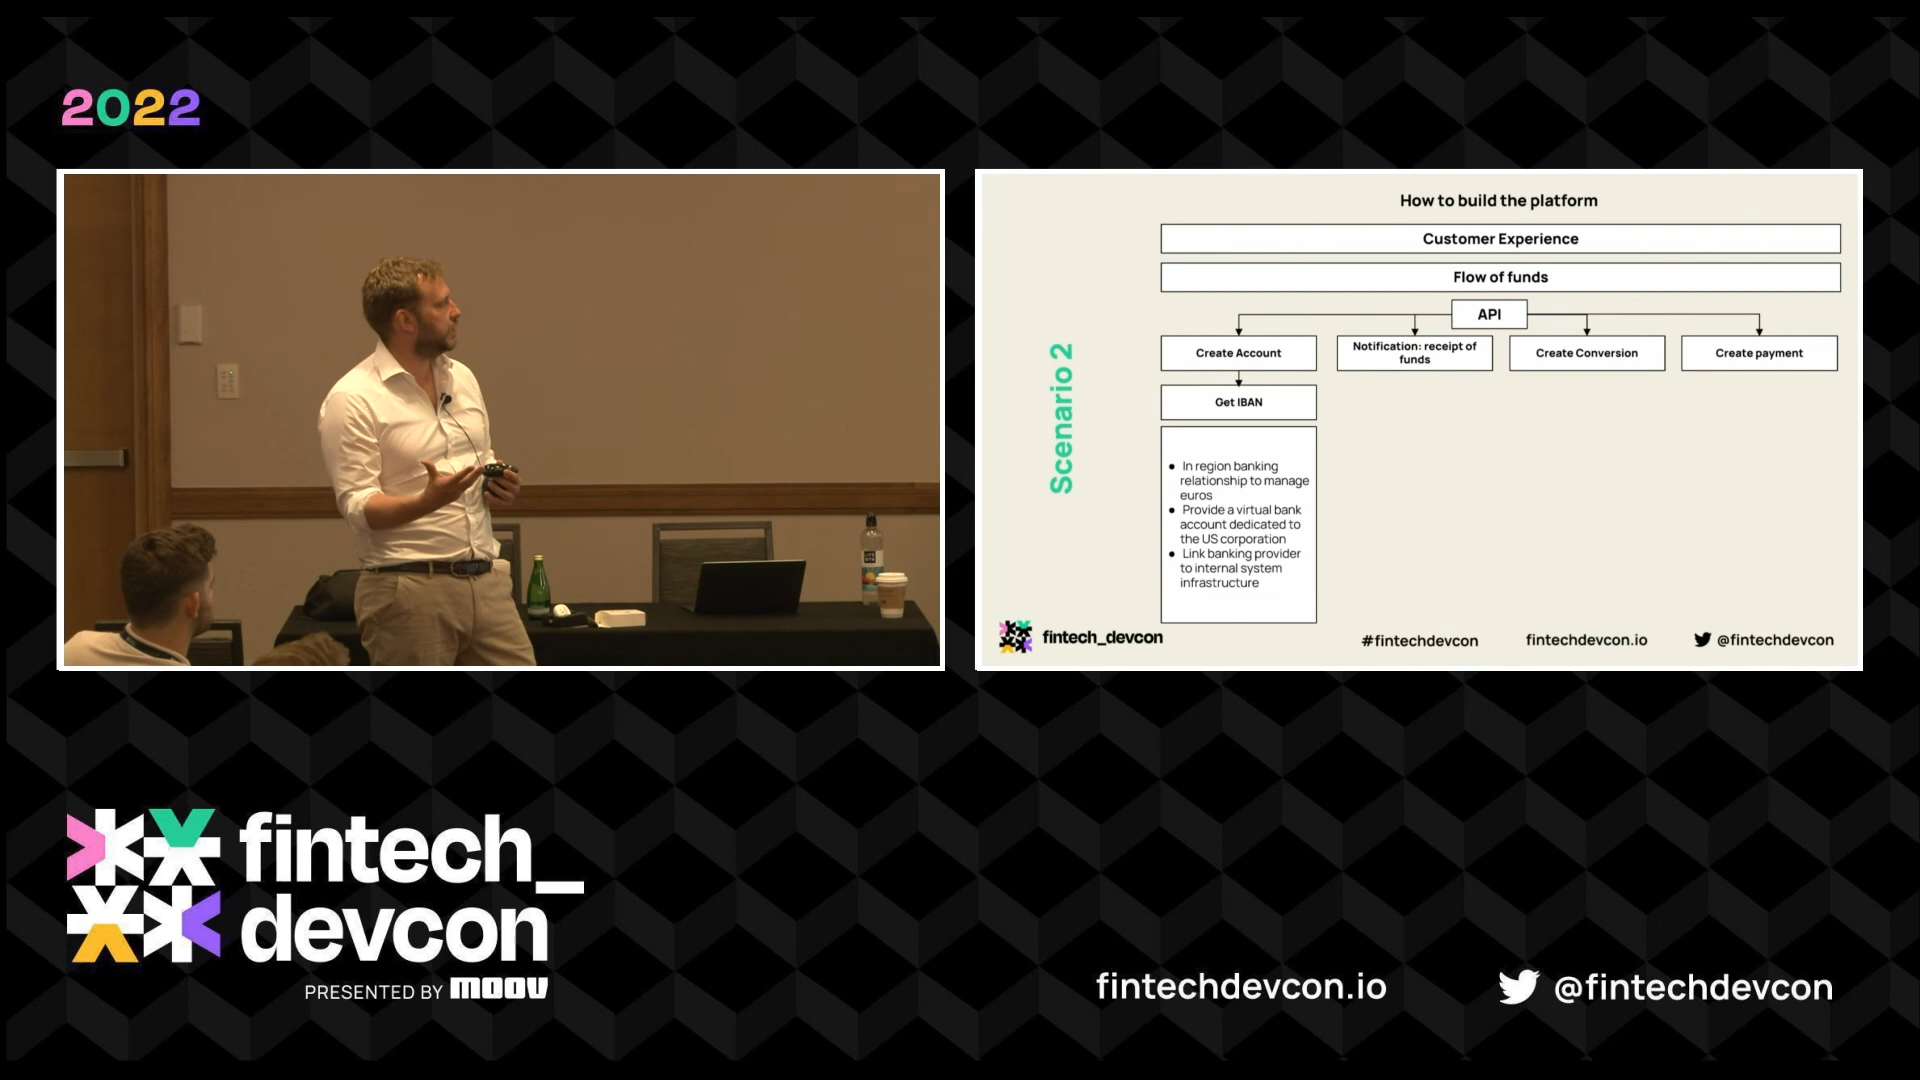 2022
How to build the platform
Customer Experience
Flow of funds
API
Create Account
Notification: receipt of
funds
Create Conversion
Create payment
Get IBAN
Scenario 2
● In region banking
relationship to manage
euros
● Provide a virtual bank
account dedicated to
the US corporation
● Link banking provider
to internal system
infrastructure
fintech_devcon
#fintechdevcon
fintechdevcon.io
@fintechdevcon
fintech_
devcon
PRESENTED BY moov
fintechdevcon.io
@fintechdevcon